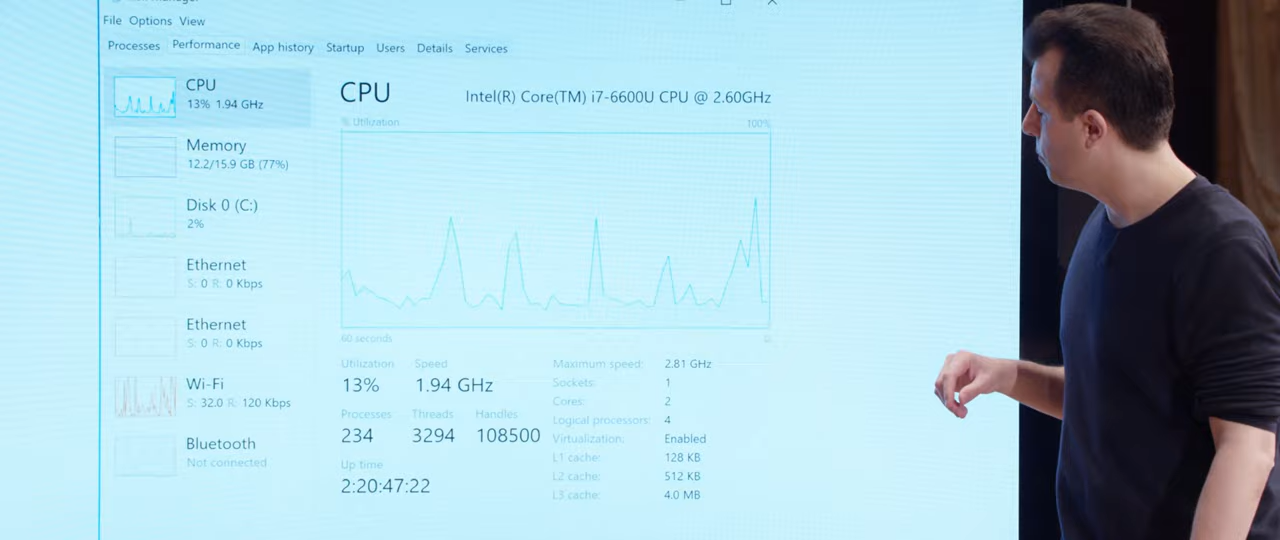 File Options View
Processes Performance App history Startup Users Details Services
CPU
13% 1.94 GHz
Memory
12.2/15.9 GB (77%)
Disk 0 (C:)
2%
Ethernet
S: 0 R: 0 Kbps
Ethernet
S: 0 R: 0 Kbps
Wi-Fi
S: 32.0 R: 120 Kbps
Bluetooth
Not connected
CPU Intel(R) Core(TM) i7-6600U CPU @ 2.60GHz
% Utilization 100%
60 seconds 0
Utilization Speed
13% 1.94 GHz
Processes Threads Handles
234 3294 108500
Up time
2:20:47:22
Maximum speed: 2.81 GHz
Sockets: 1
Cores: 2
Logical processors: 4
Virtualization: Enabled
L1 cache: 128 KB
L2 cache: 512 KB
L3 cache: 4.0 MB